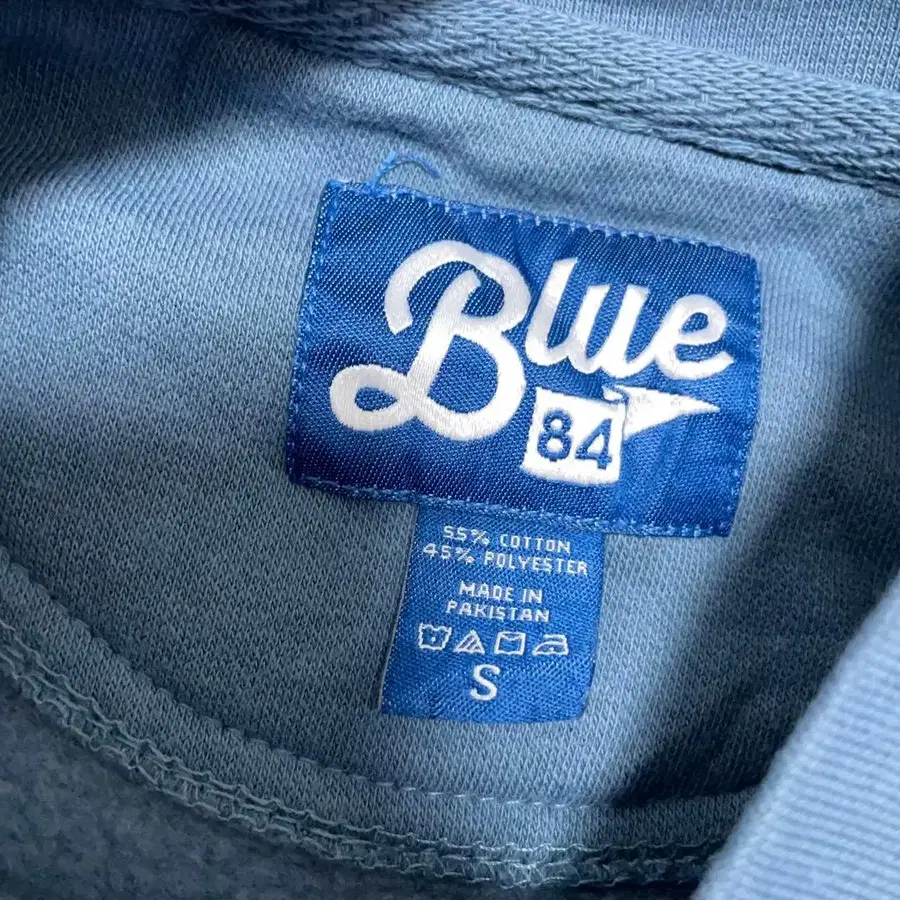 Blue
84
55% COTTON
45% POLYESTER
MADE IN
PAKISTAN
S